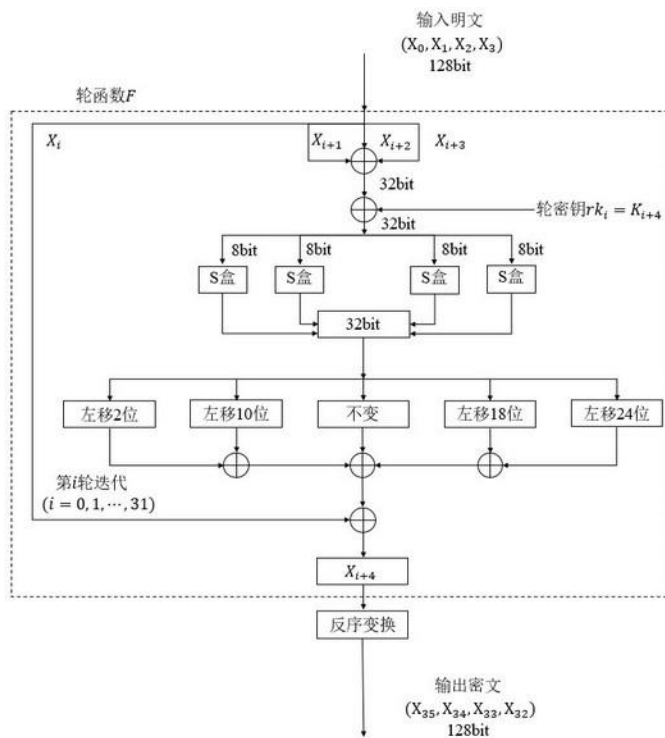 输入明文
(X₀, X₁, X₂, X₃)
128bit
轮函数F
Xᵢ
Xᵢ₊₁
Xᵢ₊₂
Xᵢ₊₃
32bit
轮密钥rkᵢ = Kᵢ₊₄
32bit
8bit
8bit
8bit
8bit
S盒
S盒
S盒
S盒
32bit
左移2位
左移10位
不变
左移18位
左移24位
第i轮迭代
(i = 0, 1, ⋯, 31)
Xᵢ₊₄
反序变换
输出密文
(X₃₅, X₃₄, X₃₃, X₃₂)
128bit